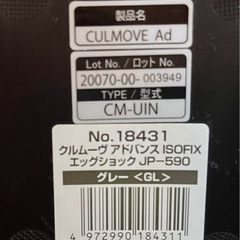 製品名
CULMOVE Ad
Lot No./ロットNo.
20070-00-003949
TYPE/型式
CM-UIN
No.18431
クルムーヴ アドバンス ISOFIX
エッグショック JP-590
グレー <GL>
4 972990 184311